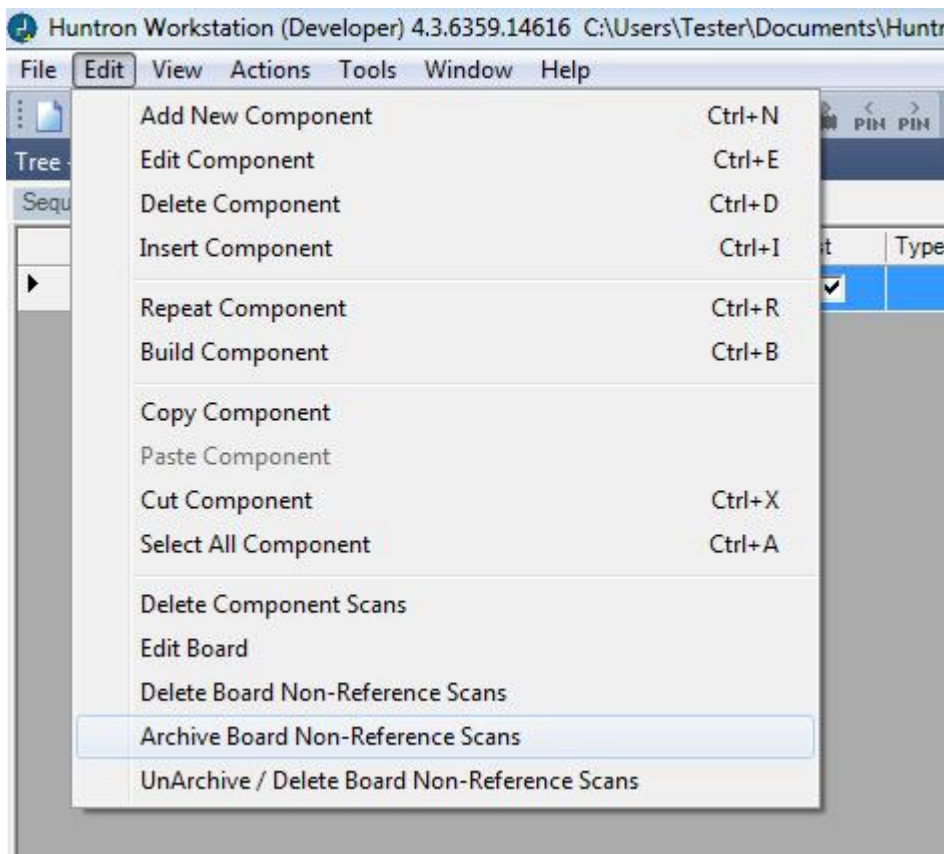 Huntron Workstation (Developer) 4.3.6359.14616 C:\Users\Tester\Documents\Huntr
File Edit View Actions Tools Window Help
PIN PIN
Tree -
Sequ
Type
Add New Component Ctrl+N
Edit Component Ctrl+E
Delete Component Ctrl+D
Insert Component Ctrl+I
Repeat Component Ctrl+R
Build Component Ctrl+B
Copy Component
Paste Component
Cut Component Ctrl+X
Select All Component Ctrl+A
Delete Component Scans
Edit Board
Delete Board Non-Reference Scans
Archive Board Non-Reference Scans
UnArchive / Delete Board Non-Reference Scans